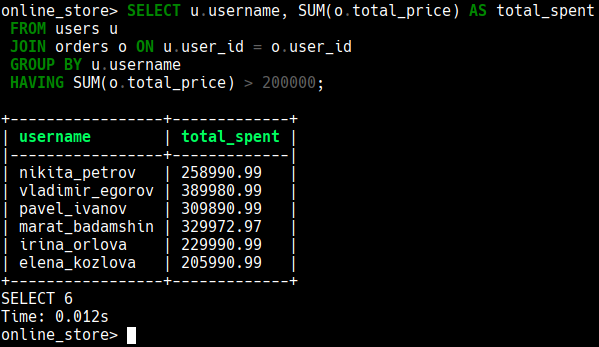 online_store> SELECT u.username, SUM(o.total_price) AS total_spent
 FROM users u
 JOIN orders o ON u.user_id = o.user_id
 GROUP BY u.username
 HAVING SUM(o.total_price) > 200000;
+-----------------+-------------+
| username        | total_spent |
|-----------------+-------------|
| nikita_petrov   | 258990.99   |
| vladimir_egorov | 389980.99   |
| pavel_ivanov    | 309890.99   |
| marat_badamshin | 329972.97   |
| irina_orlova    | 229990.99   |
| elena_kozlova   | 205990.99   |
+-----------------+-------------+
SELECT 6
Time: 0.012s
online_store>